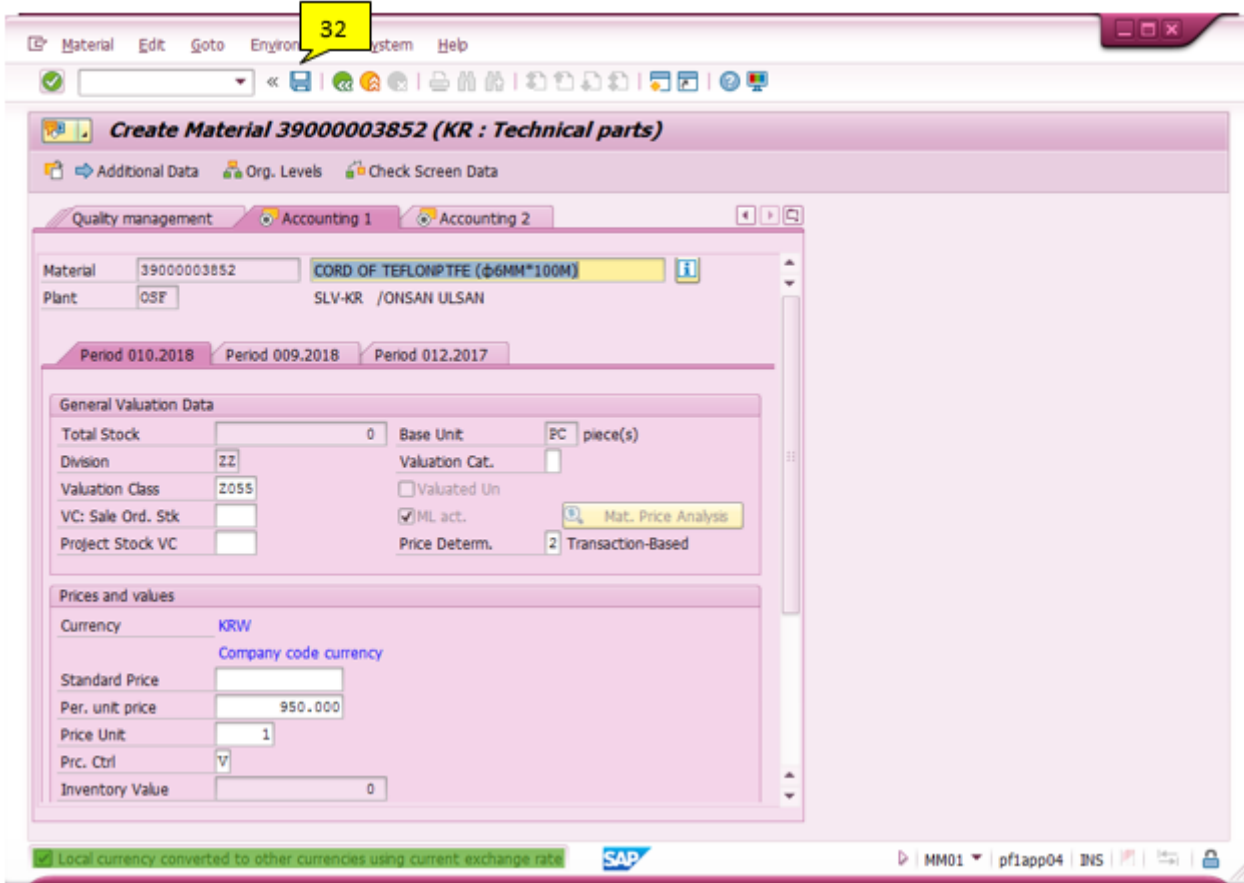 32
Material Edit Goto Environ ystem Help
«
Create Material 39000003852 (KR : Technical parts)
Additional Data Org. Levels Check Screen Data
Quality management Accounting 1 Accounting 2
Material 39000003852 CORD OF TEFLONPTFE (ф6MM*100M)
Plant OSF SLV-KR /ONSAN ULSAN
Period 010.2018 Period 009.2018 Period 012.2017
General Valuation Data
Total Stock 0 Base Unit PC piece(s)
Division ZZ Valuation Cat.
Valuation Class Z055 Valuated Un
VC: Sale Ord. Stk ML act. Mat. Price Analysis
Project Stock VC Price Determ. 2 Transaction-Based
Prices and values
Currency KRW
Company code currency
Standard Price
Per. unit price 950.000
Price Unit 1
Prc. Ctrl V
Inventory Value 0
Local currency converted to other currencies using current exchange rate SAP MM01 pf1app04 INS